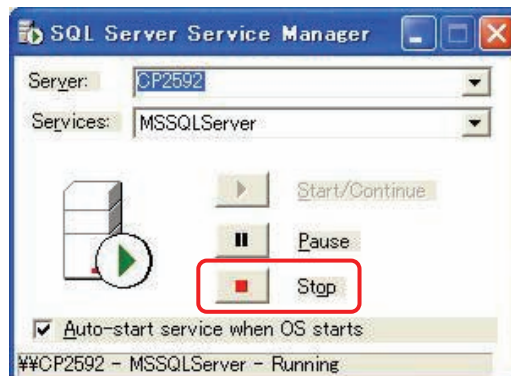 SQL Server Service Manager
Server: CP2592
Services: MSSQLServer
Start/Continue
Pause
Stop
Auto-start service when OS starts
¥¥CP2592 - MSSQLServer - Running